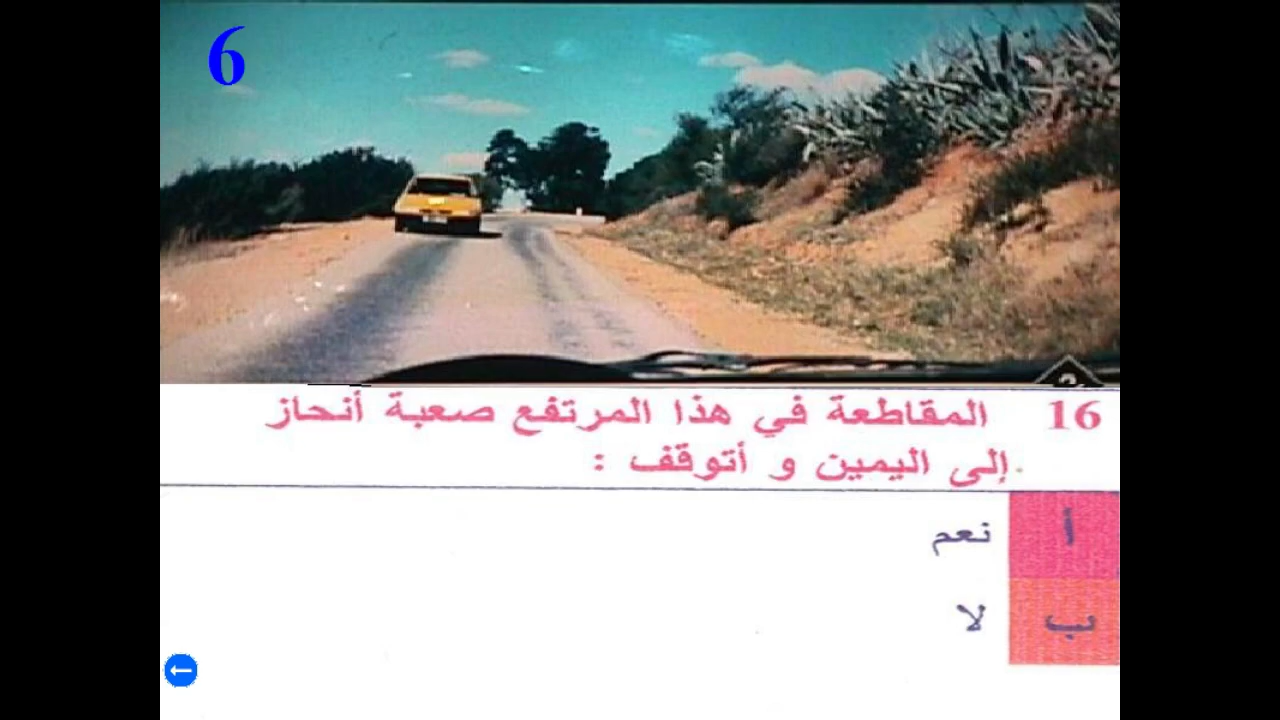 6
16 المقاطعة في هذا المرتفع صعبة أنحاز
إلى اليمين و أتوقف :
أ نعم
ب لا